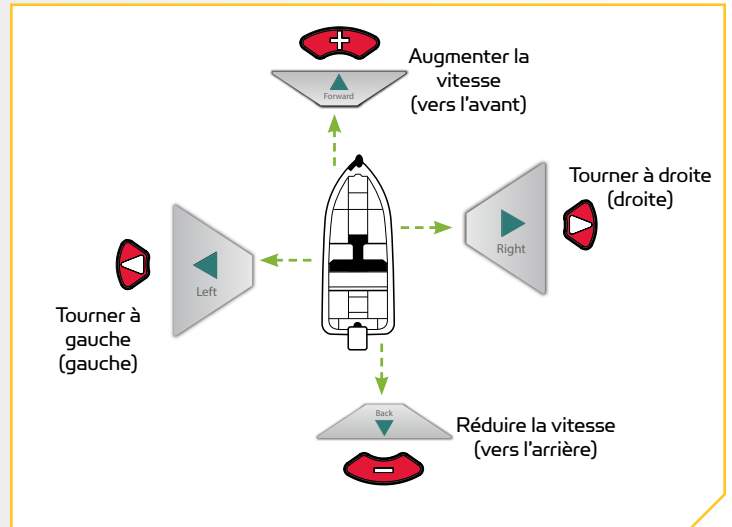 Augmenter la
vitesse
(vers l'avant)
Forward
Tourner à droite
(droite)
Right
Left
Tourner à
gauche
(gauche)
Back
Réduire la vitesse
(vers l'arrière)